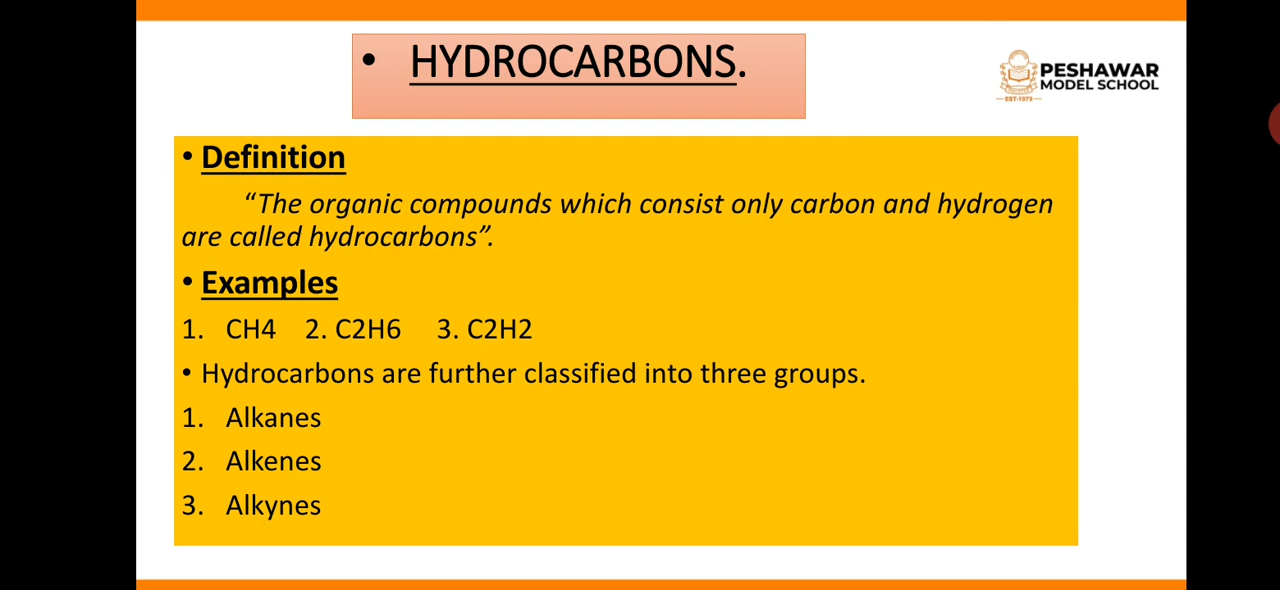 • HYDROCARBONS.
PESHAWAR
MODEL SCHOOL
EST-1979
• Definition
“The organic compounds which consist only carbon and hydrogen
are called hydrocarbons”.
• Examples
1. CH4 2. C2H6 3. C2H2
• Hydrocarbons are further classified into three groups.
1. Alkanes
2. Alkenes
3. Alkynes